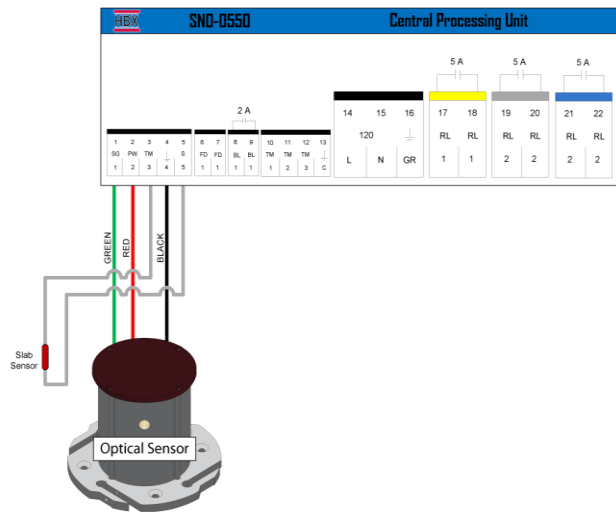 HBX SNO-0550 Central Processing Unit
5 A 5 A 5 A
2 A
14 15 16 17 18 19 20 21 22
120 RL RL RL RL RL RL
L N GR 1 1 2 2 2 2
1 2 3 4 5 6 7 8 9 10 11 12 13
SG PW TM S FD FD BL BL TM TM TM
1 2 3 4 5 1 1 1 1 1 2 3 C
GREEN
RED
BLACK
Slab
Sensor
Optical Sensor